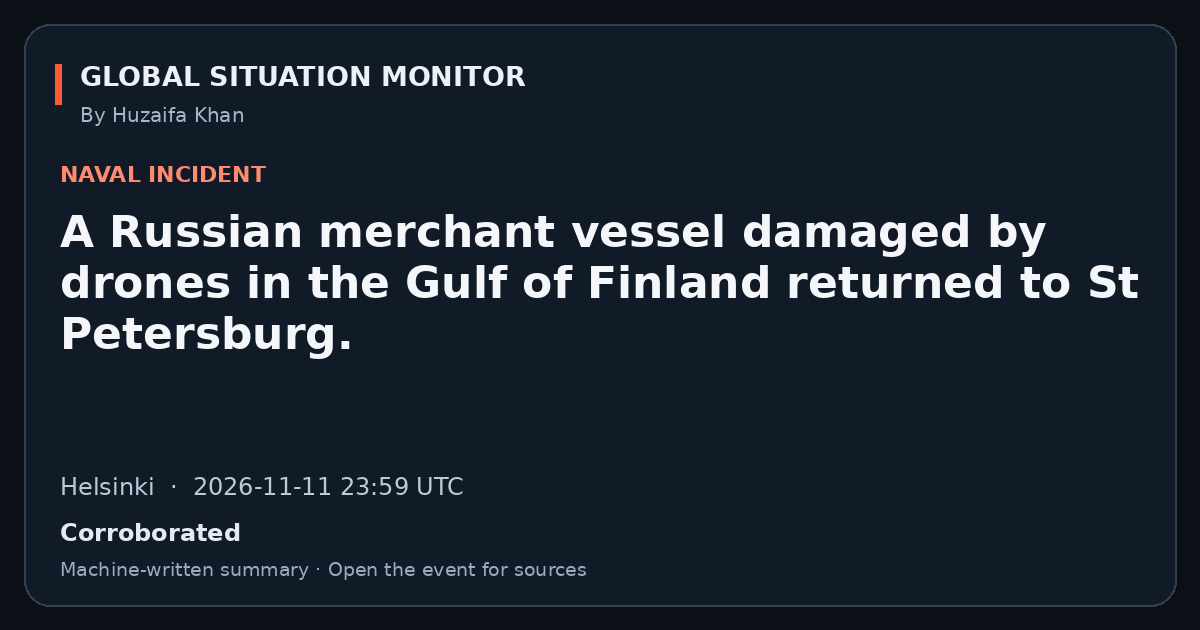 GLOBAL SITUATION MONITOR
By Huzaifa Khan
NAVAL INCIDENT
A Russian merchant vessel damaged by
drones in the Gulf of Finland returned to St
Petersburg.
Helsinki · 2026-11-11 23:59 UTC
Corroborated
Machine-written summary · Open the event for sources